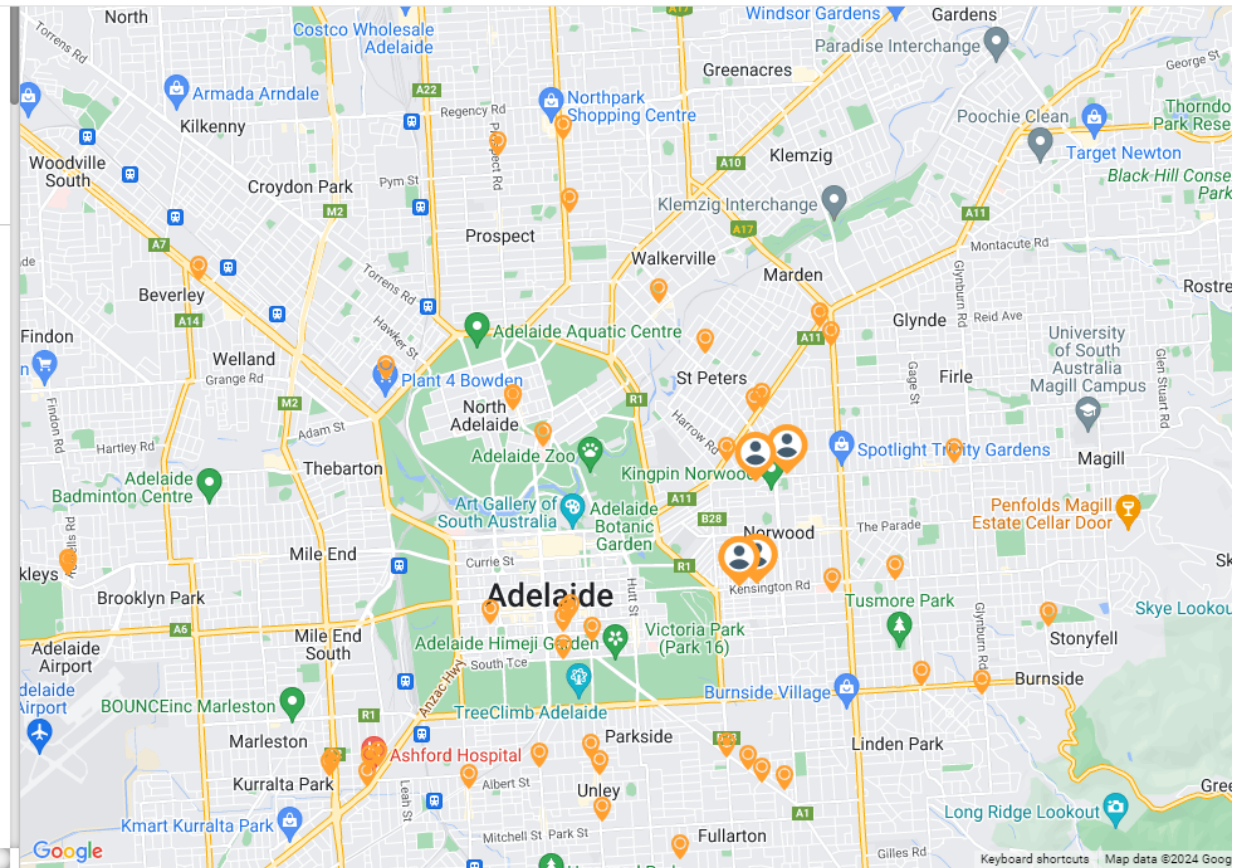 North
Costco Wholesale
Adelaide
Windsor Gardens
Gardens
A17
Torrens Rd
Paradise Interchange
George St
Greenacres
A22
Armada Arndale
Northpark
Shopping Centre
Regency Rd
Thorndo
Park Rese
Poochie Clean
Kilkenny
Prospect Rd
Target Newton
A10
Klemzig
Woodville
South
Croydon Park
Pym St
Black Hill Conse
Park
M2
Klemzig Interchange
A11
A17
A7
Prospect
Montacute Rd
Walkerville
Marden
Torrens Rd
Glynburn Rd
Beverley
Rostre
A14
Hawker St
Adelaide Aquatic Centre
Glynde
Reid Ave
Findon
A11
University
of South
Australia
Magill Campus
Welland
Grange Rd
Plant 4 Bowden
St Peters
Gage St
Firle
Glen Stuart Rd
M2
North
Adelaide
R1
Findon Rd
Adam St
Harrow Rd
Hartley Rd
Adelaide Zoo
Spotlight Trinity Gardens
Magill
Thebarton
Kingpin Norwood
Adelaide
Badminton Centre
A11
Art Gallery of
South Australia
Adelaide
Botanic
Garden
B28
Penfolds Magill
Estate Cellar Door
The Parade
Norwood
Mile End
Currie St
R1
kleys
Kensington Rd
Hutt St
Brooklyn Park
Adelaide
Tusmore Park
Glynburn Rd
Skye Lookou
A6
Mile End
South
Victoria Park
(Park 16)
Stonyfell
Adelaide
Airport
Adelaide Himeji Garden
South Tce
Anzac Hwy
delaide
Airport
Burnside Village
Burnside
BOUNCEinc Marleston
R1
TreeClimb Adelaide
Marleston
Parkside
Linden Park
Ashford Hospital
Kurralta Park
Leah St
Albert St
Unley
Gree
A1
Long Ridge Lookout
Kmart Kurralta Park
Mitchell St
Park St
Fullarton
Gilles Rd
Google
Keyboard shortcuts
Map data ©2024 Goog